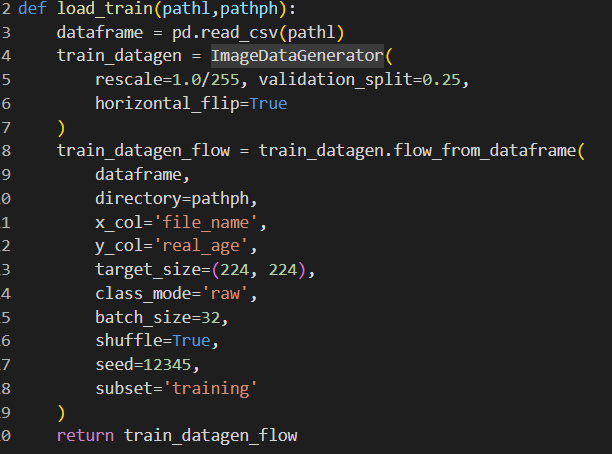 2 def load_train(pathl,pathph):
3     dataframe = pd.read_csv(pathl)
4     train_datagen = ImageDataGenerator(
5         rescale=1.0/255, validation_split=0.25,
6         horizontal_flip=True
7     )
8     train_datagen_flow = train_datagen.flow_from_dataframe(
9         dataframe,
0         directory=pathph,
1         x_col='file_name',
2         y_col='real_age',
3         target_size=(224, 224),
4         class_mode='raw',
5         batch_size=32,
6         shuffle=True,
7         seed=12345,
8         subset='training'
9     )
0     return train_datagen_flow